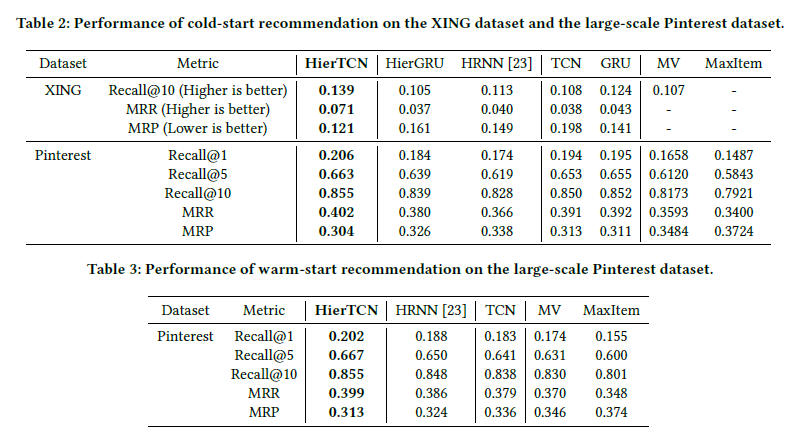 Table 2: Performance of cold-start recommendation on the XING dataset and the large-scale Pinterest dataset.
Dataset Metric HierTCN HierGRU HRNN [23] TCN GRU MV MaxItem
XING Recall@10 (Higher is better) 0.139 0.105 0.113 0.108 0.124 0.107 -
MRR (Higher is better) 0.071 0.037 0.040 0.038 0.043 - -
MRP (Lower is better) 0.121 0.161 0.149 0.198 0.141 - -
Pinterest Recall@1 0.206 0.184 0.174 0.194 0.195 0.1658 0.1487
Recall@5 0.663 0.639 0.619 0.653 0.655 0.6120 0.5843
Recall@10 0.855 0.839 0.828 0.850 0.852 0.8173 0.7921
MRR 0.402 0.380 0.366 0.391 0.392 0.3593 0.3400
MRP 0.304 0.326 0.338 0.313 0.311 0.3484 0.3724
Table 3: Performance of warm-start recommendation on the large-scale Pinterest dataset.
Dataset Metric HierTCN HRNN [23] TCN MV MaxItem
Pinterest Recall@1 0.202 0.188 0.183 0.174 0.155
Recall@5 0.667 0.650 0.641 0.631 0.600
Recall@10 0.855 0.848 0.838 0.830 0.801
MRR 0.399 0.386 0.379 0.370 0.348
MRP 0.313 0.324 0.336 0.346 0.374